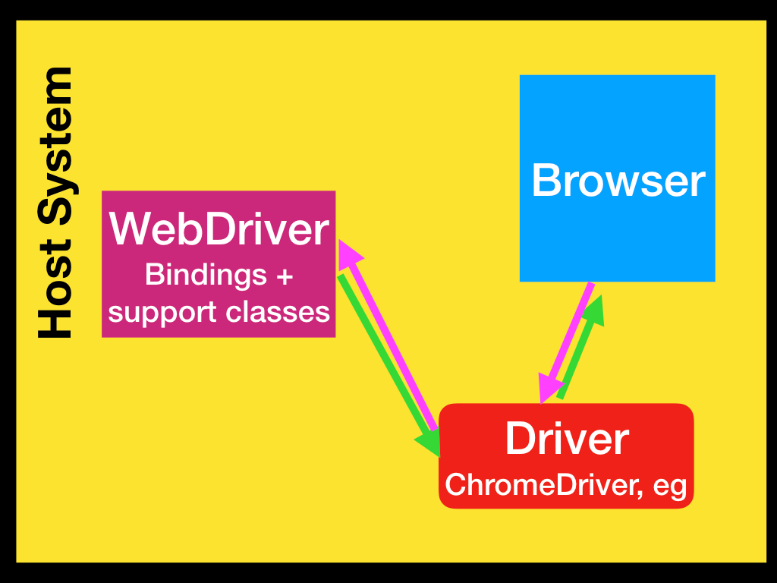 Host System
WebDriver
Bindings +
support classes
Browser
Driver
ChromeDriver, eg